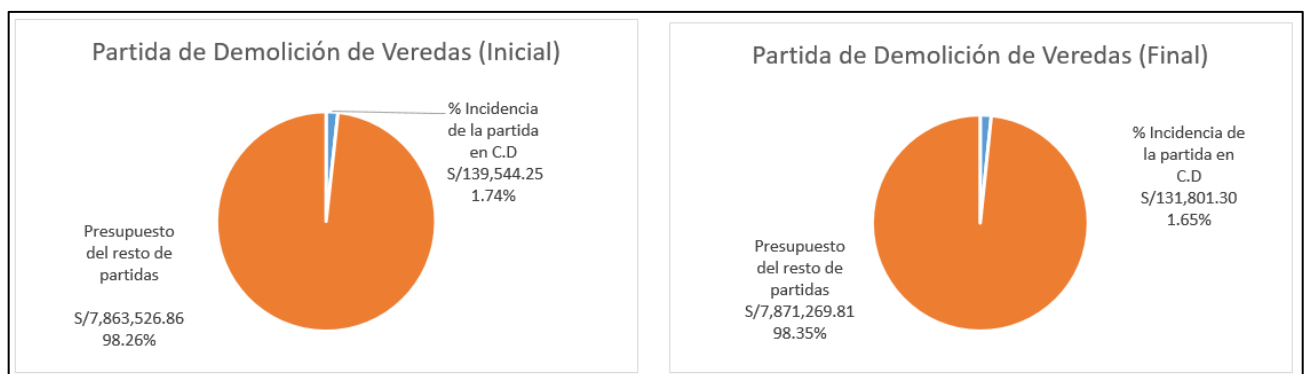 Partida de Demolición de Veredas (Inicial)
% Incidencia
de la partida
en C.D
S/139,544.25
1.74%
Presupuesto
del resto de
partidas
S/7,863,526.86
98.26%
Partida de Demolición de Veredas (Final)
% Incidencia de
la partida en
C.D
S/131,801.30
1.65%
Presupuesto
del resto de
partidas
S/7,871,269.81
98.35%